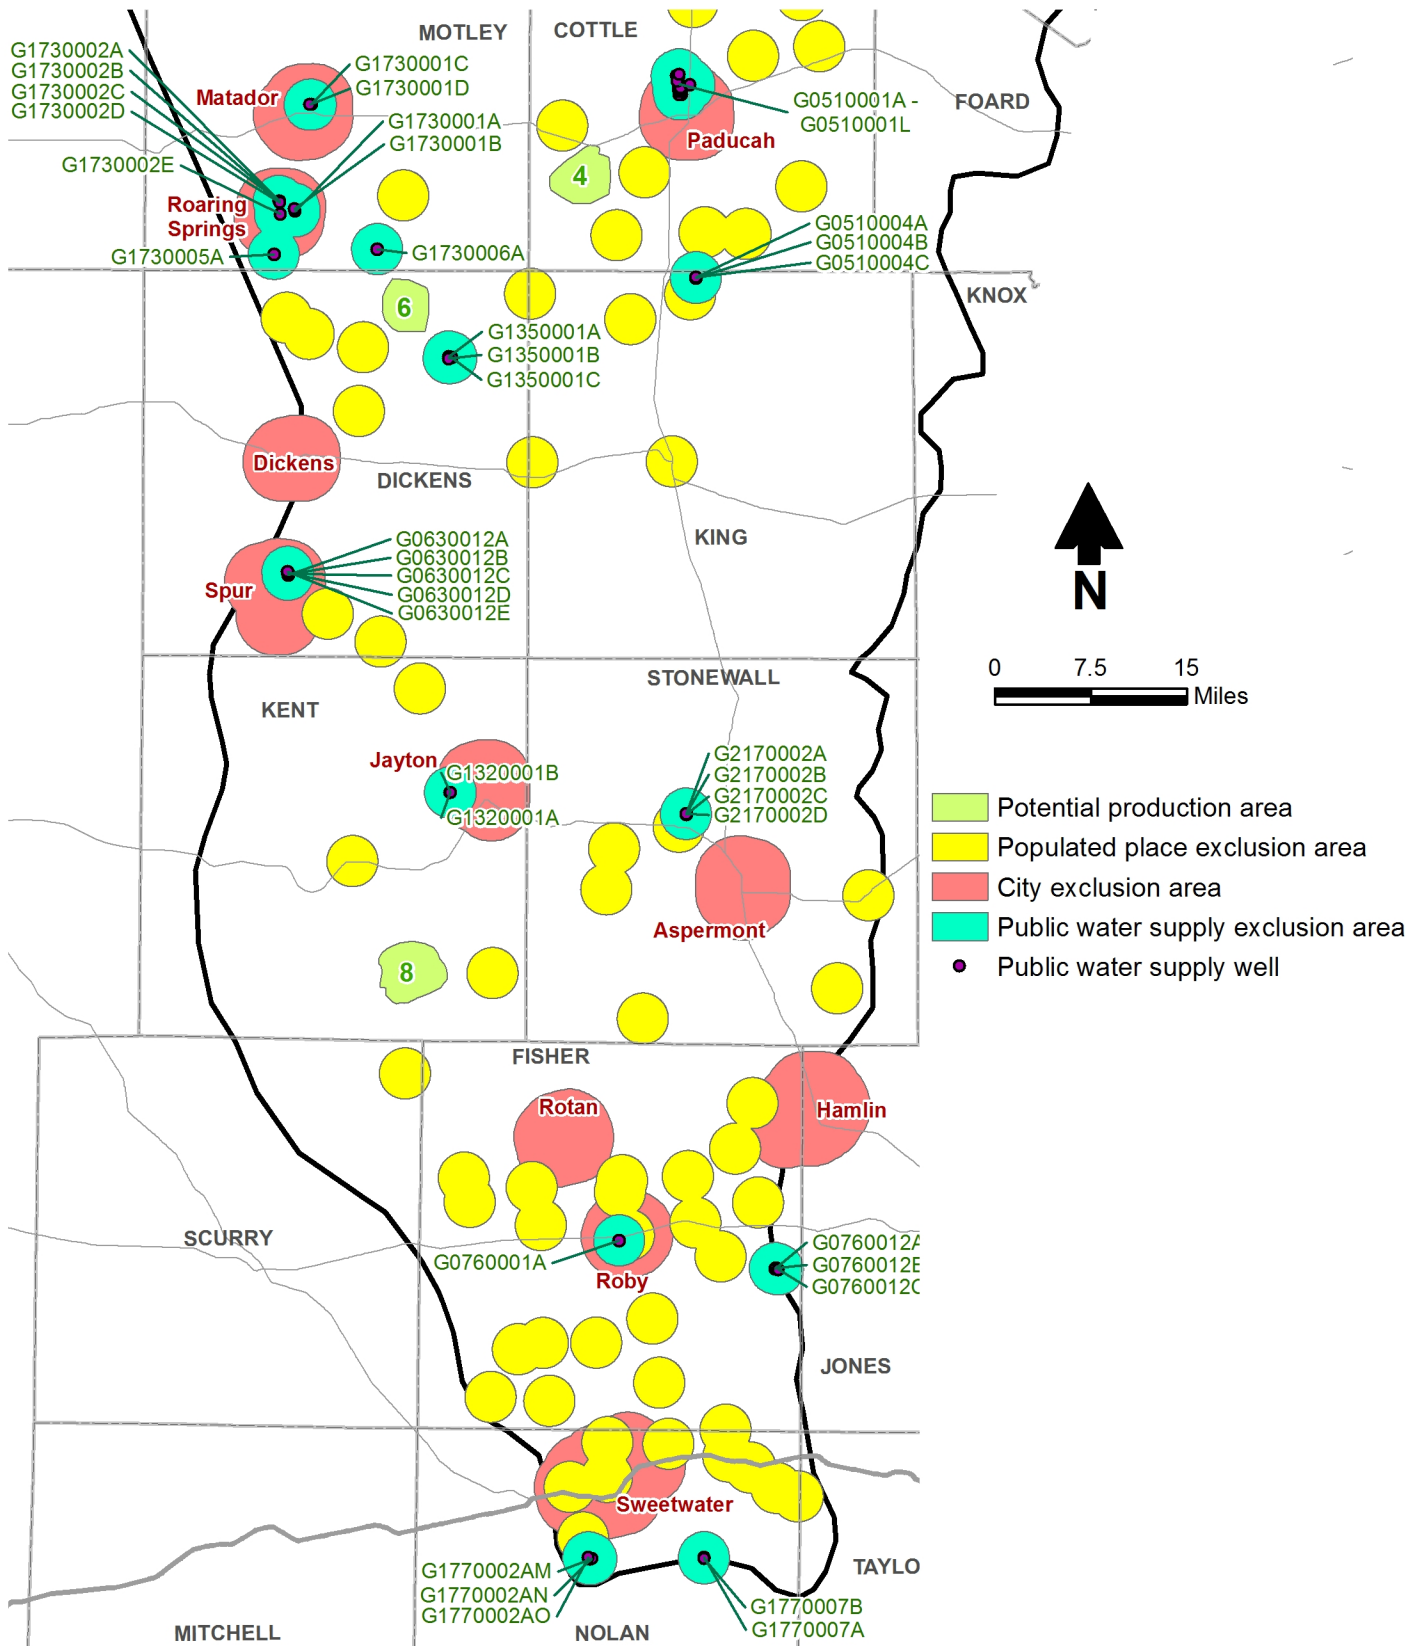 MOTLEY
COTTLE
G1730002A
G1730002B
G1730002C
G1730002D
G1730001C
G1730001D
Matador
G0510001A -
G0510001L
FOARD
G1730001A
G1730001B
Paducah
G1730002E
4
Roaring
Springs
G0510004A
G0510004B
G0510004C
G1730005A
G1730006A
KNOX
6
G1350001A
G1350001B
G1350001C
Dickens
DICKENS
KING
N
G0630012A
G0630012B
G0630012C
G0630012D
G0630012E
Spur
0 7.5 15
Miles
STONEWALL
KENT
Jayton
G1320001B
G1320001A
G2170002A
G2170002B
G2170002C
G2170002D
Potential production area
Populated place exclusion area
City exclusion area
Public water supply exclusion area
Public water supply well
Aspermont
8
FISHER
Rotan
Hamlin
SCURRY
G0760001A
Roby
G0760012A
G0760012B
G0760012C
JONES
Sweetwater
G1770002AM
G1770002AN
G1770002AO
TAYLO
G1770007B
G1770007A
MITCHELL
NOLAN